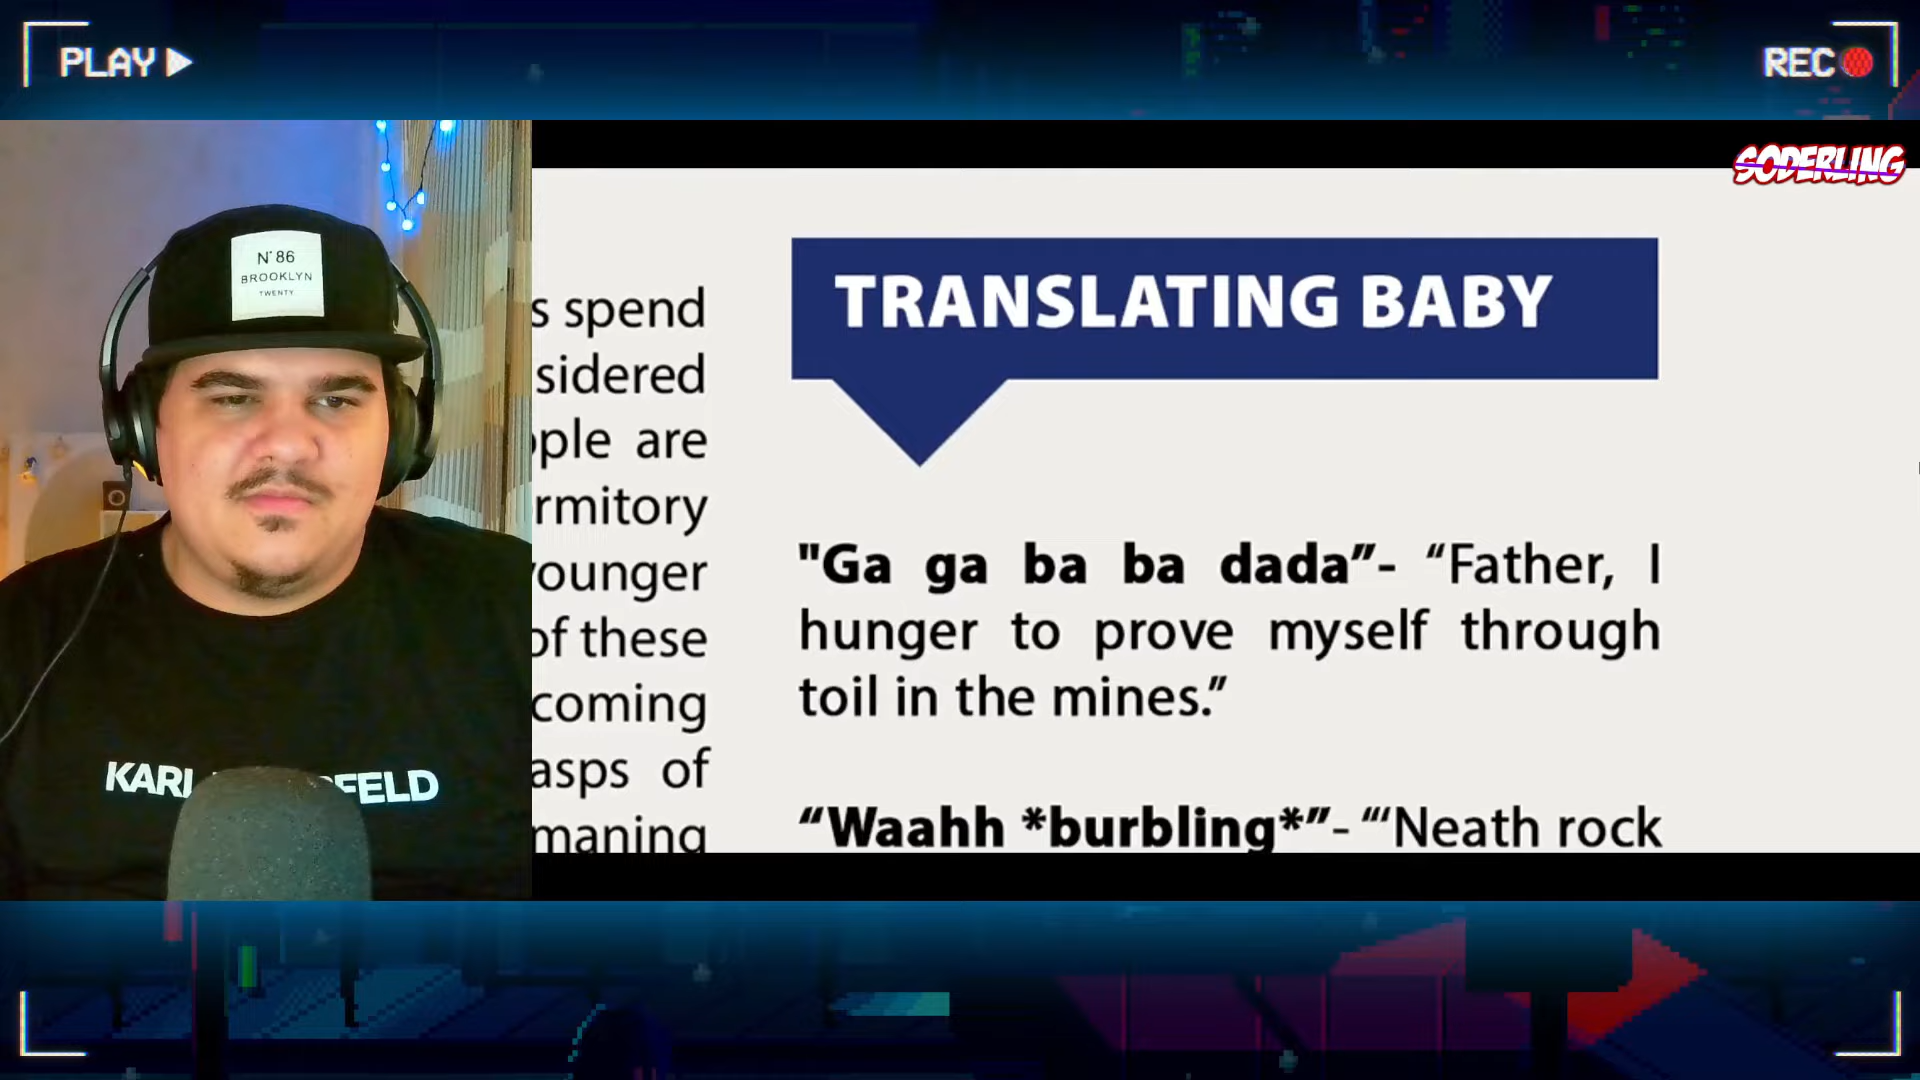 PLAY
REC
SODERLING
N°86
BROOKLYN
TWENTY
s spend
sidered
ple are
rmitory
ounger
of these
coming
asps of
maning
TRANSLATING BABY
"Ga ga ba ba dada”- “Father, I
hunger to prove myself through
toil in the mines.”
“Waahh *burbling*”- “‘Neath rock
KARL FELD